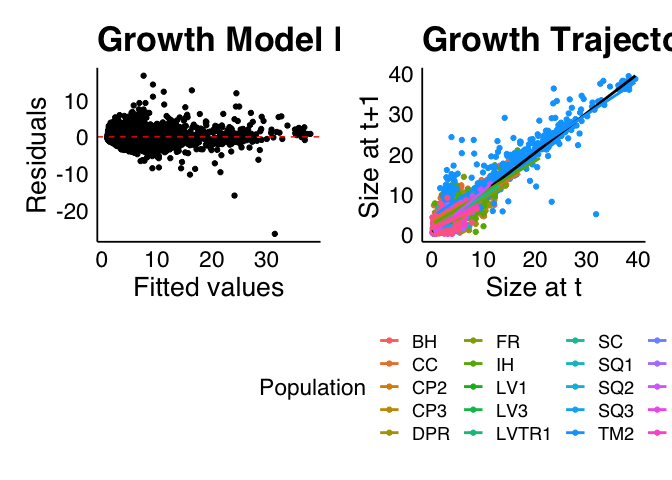 Growth Model I
Residuals
10
0
-10
-20
0 10 20 30
Fitted values
Growth Trajecto
Size at t+1
40
30
20
10
0
0 10 20 30 40
Size at t
Population
BH FR SC
CC IH SQ1
CP2 LV1 SQ2
CP3 LV3 SQ3
DPR LVTR1 TM2